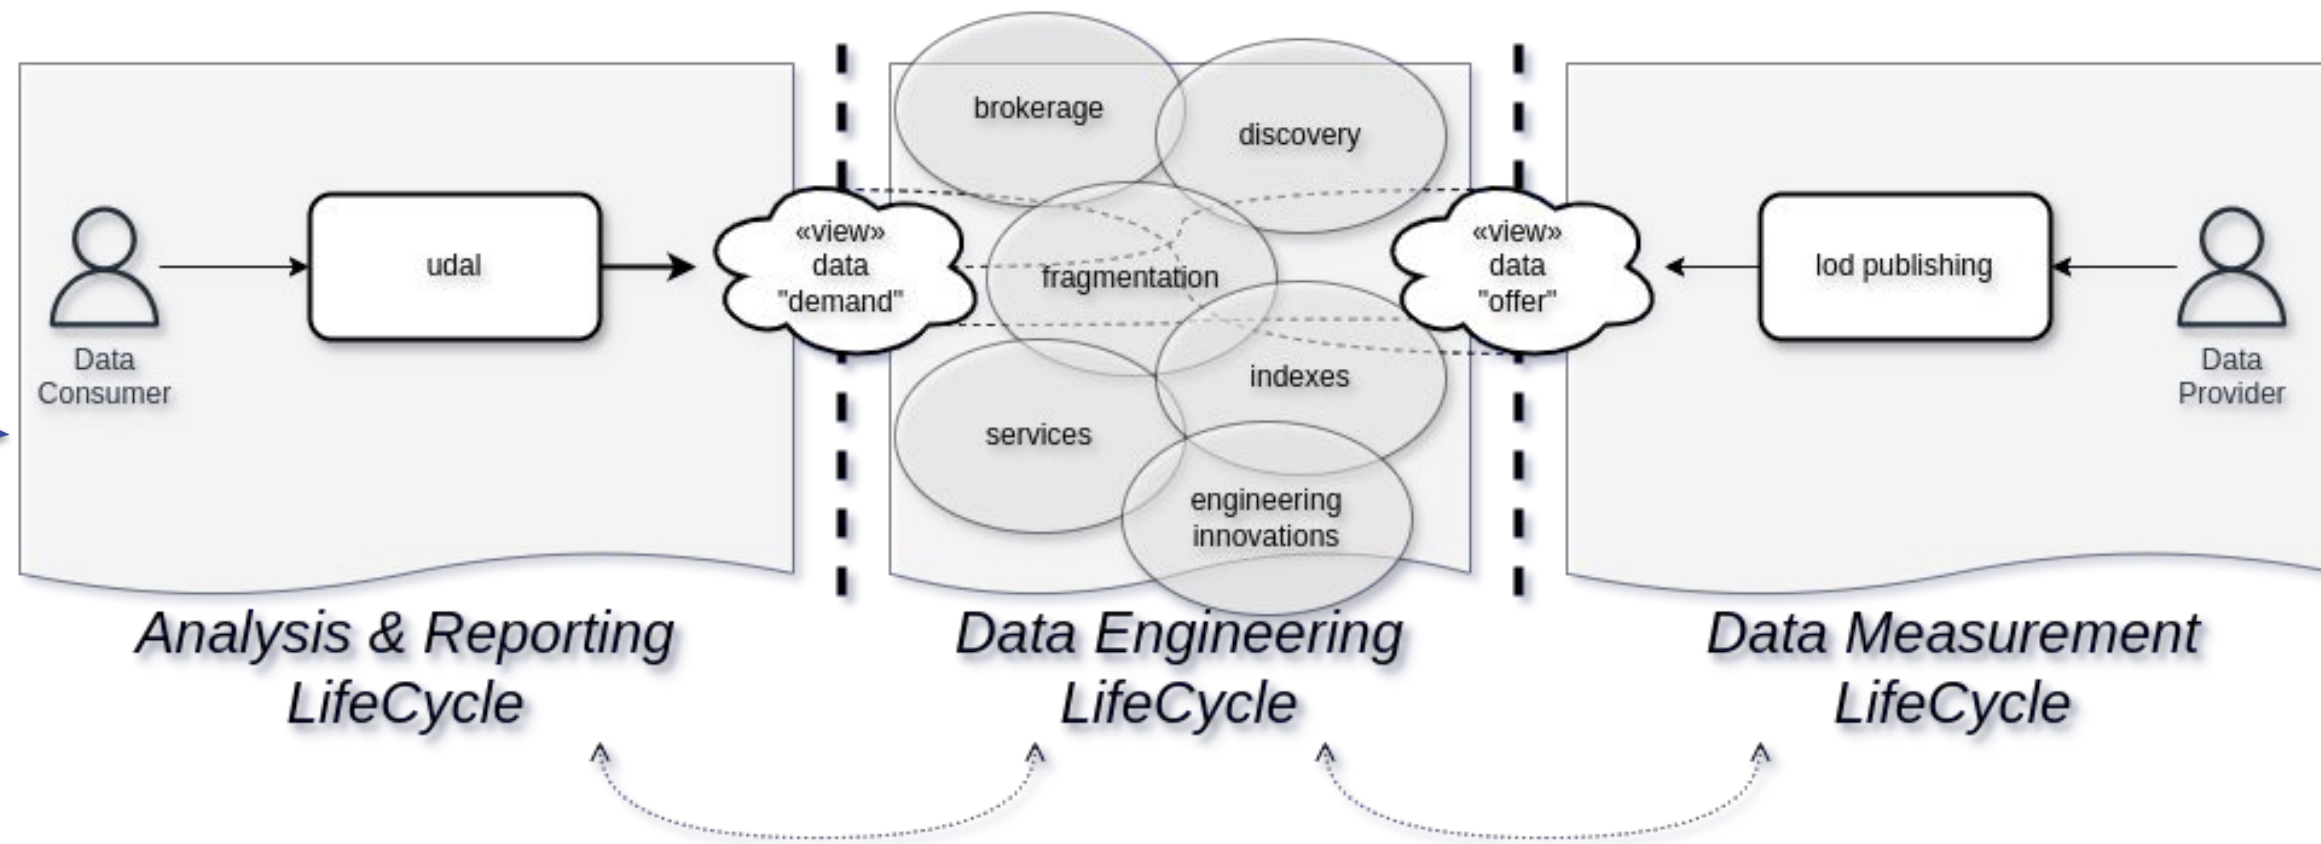 brokerage
discovery
«view»
data
"demand"
udal
Data
Consumer
fragmentation
indexes
services
engineering
innovations
«view»
data
"offer"
lod publishing
Data
Provider
Analysis & Reporting
LifeCycle
Data Engineering
LifeCycle
Data Measurement
LifeCycle